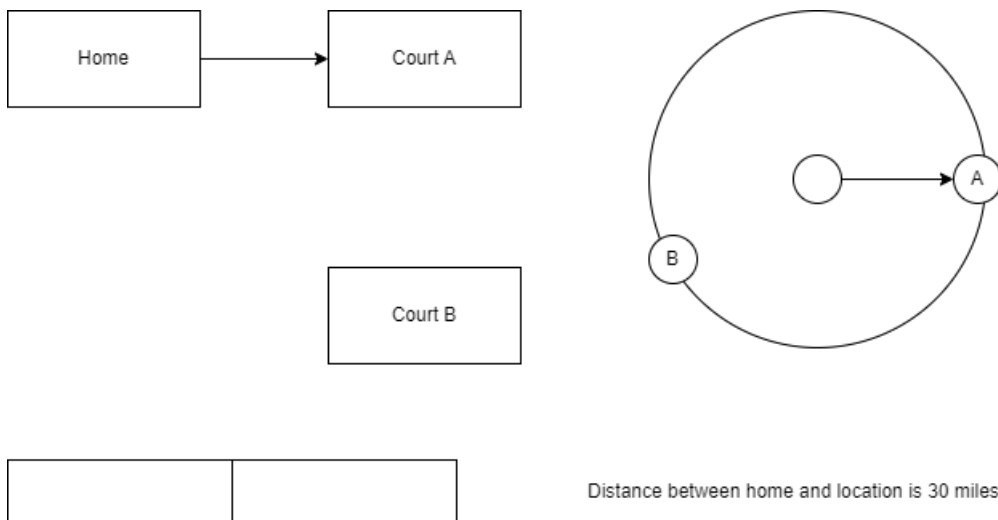 Home
Court A
A
B
Court B
Distance between home and location is 30 miles